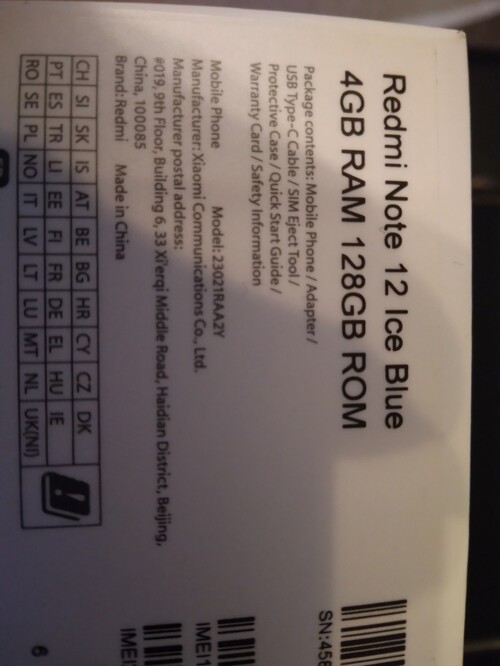 Redmi Note 12 Ice Blue
4GB RAM 128GB ROM
Package contents: Mobile Phone / Adapter /
USB Type-C Cable / SIM Eject Tool /
Protective Case / Quick Start Guide /
Warranty Card / Safety Information
Mobile Phone Model: 23021RAA2Y
Manufacturer: Xiaomi Communications Co., Ltd.
Manufacturer postal address:
#019, 9th Floor, Building 6, 33 Xi'erqi Middle Road, Haidian District, Beijing,
China, 100085
Brand: Redmi Made in China
CH SI SK IS AT BE BG HR CY CZ DK
PT ES TR LI EE FI FR DE EL HU IE
RO SE PL NO IT LV LT LU MT NL UK(NI)
SN:458
IMEI1
IMEI
6